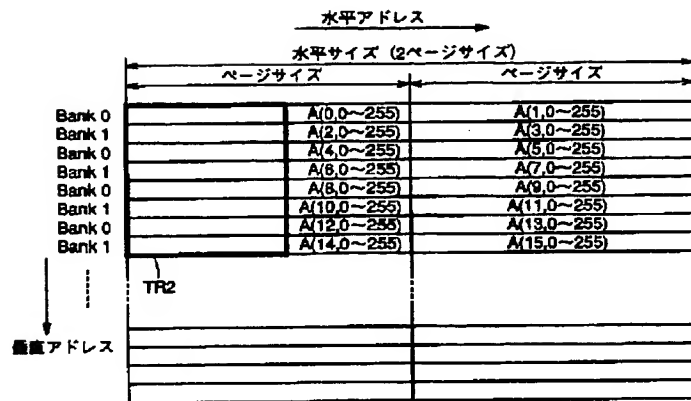 水平アドレス
水平サイズ (2ページサイズ)
ページサイズ ページサイズ
Bank 0 A(0,0～255) A(1,0～255)
Bank 1 A(2,0～255) A(3,0～255)
Bank 0 A(4,0～255) A(5,0～255)
Bank 1 A(6,0～255) A(7,0～255)
Bank 0 A(8,0～255) A(9,0～255)
Bank 1 A(10,0～255) A(11,0～255)
Bank 0 A(12,0～255) A(13,0～255)
Bank 1 A(14,0～255) A(15,0～255)
TR2
垂直アドレス